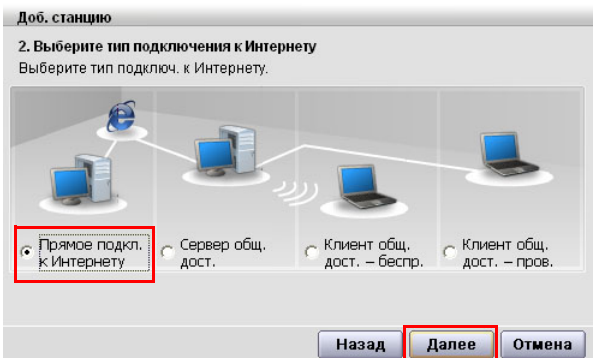 Доб. станцию
2. Выберите тип подключения к Интернету
Выберите тип подключ. к Интернету.
Прямое подкл. к Интернету
Сервер общ. дост.
Клиент общ. дост. – беспр.
Клиент общ. дост. – пров.
Назад
Далее
Отмена